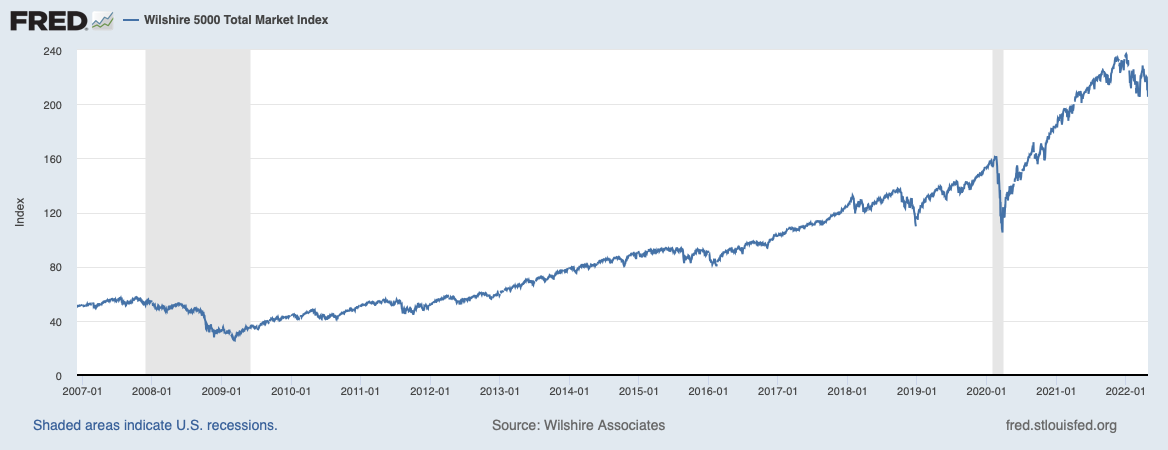 FRED
Wilshire 5000 Total Market Index
240
200
160
120
80
40
0
Index
2007-01 2008-01 2009-01 2010-01 2011-01 2012-01 2013-01 2014-01 2015-01 2016-01 2017-01 2018-01 2019-01 2020-01 2021-01 2022-01
Shaded areas indicate U.S. recessions. Source: Wilshire Associates fred.stlouisfed.org